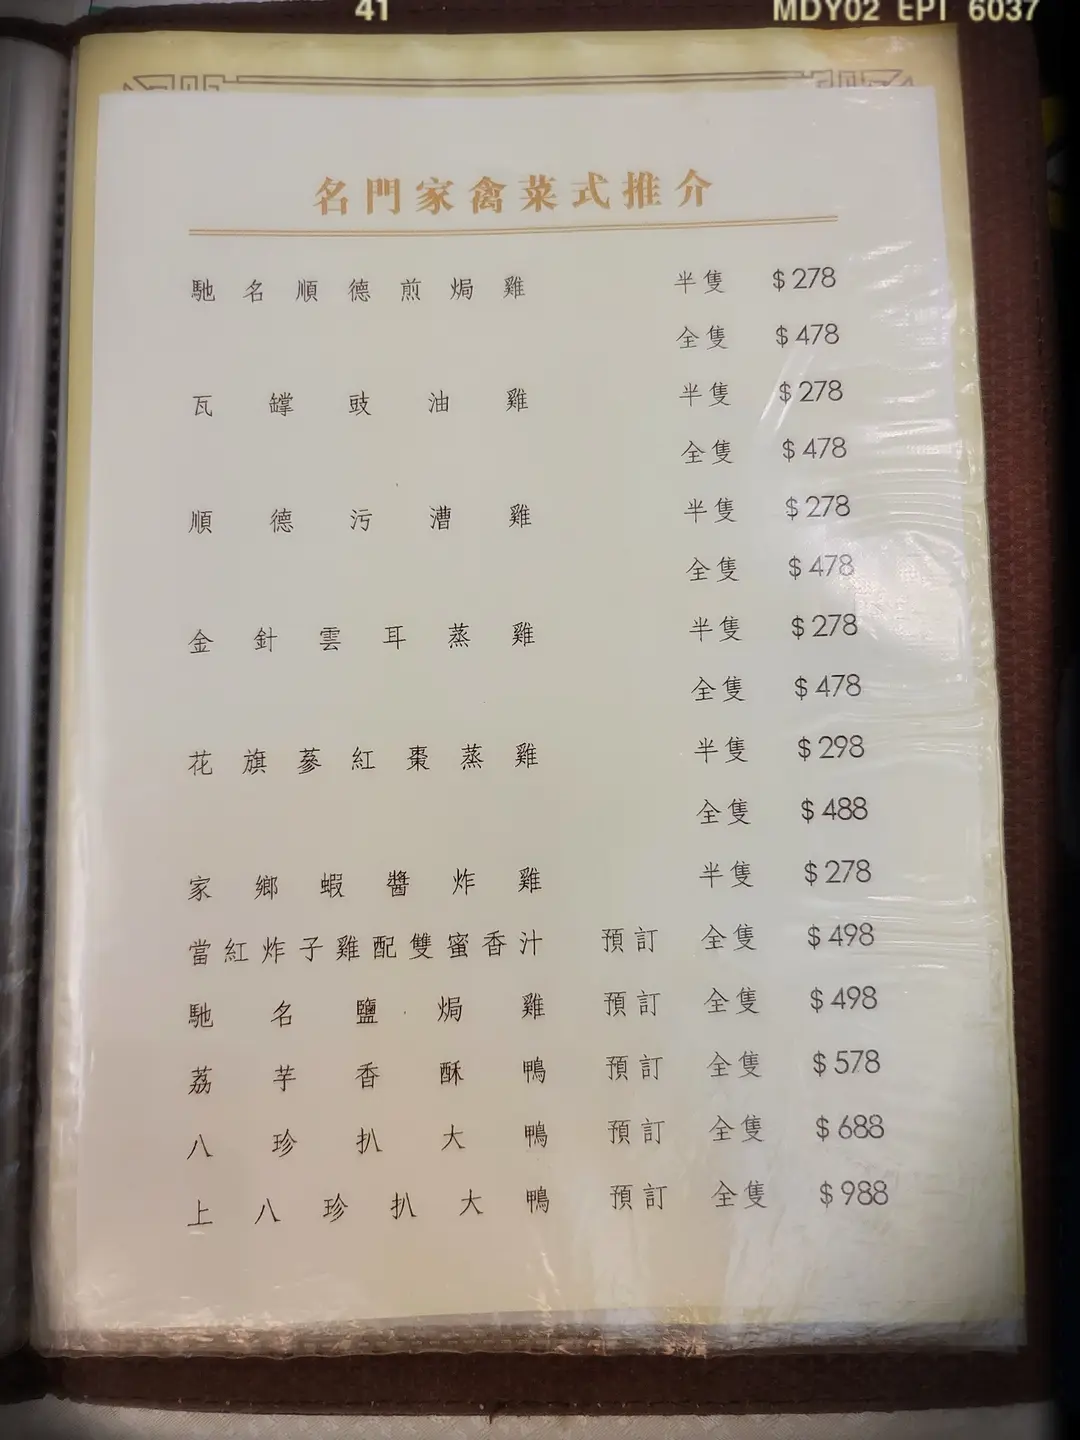 41 MDY02 EPI 6037
名門家禽菜式推介
馳名順德煎焗雞 半隻 $278
全隻 $478
瓦罉豉油雞 半隻 $278
全隻 $478
順德污漕雞 半隻 $278
全隻 $478
金針雲耳蒸雞 半隻 $278
全隻 $478
花旗蔘紅棗蒸雞 半隻 $298
全隻 $488
家鄉蝦醬炸雞 半隻 $278
當紅炸子雞配雙蜜香汁 預訂 全隻 $498
馳名鹽焗雞 預訂 全隻 $498
荔芋香酥鴨 預訂 全隻 $578
八珍扒大鴨 預訂 全隻 $688
上八珍扒大鴨 預訂 全隻 $988